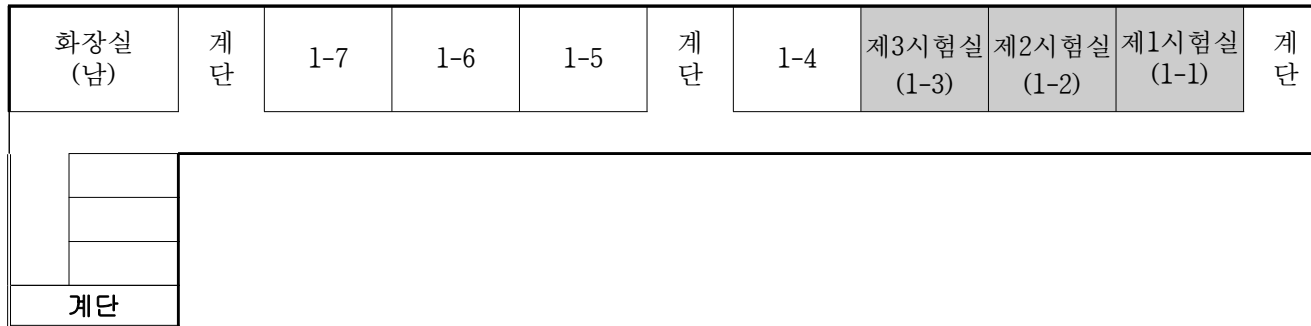 화장실
(남)
계
단
1-7
1-6
1-5
계
단
1-4
제3시험실
(1-3)
제2시험실
(1-2)
제1시험실
(1-1)
계
단
계단